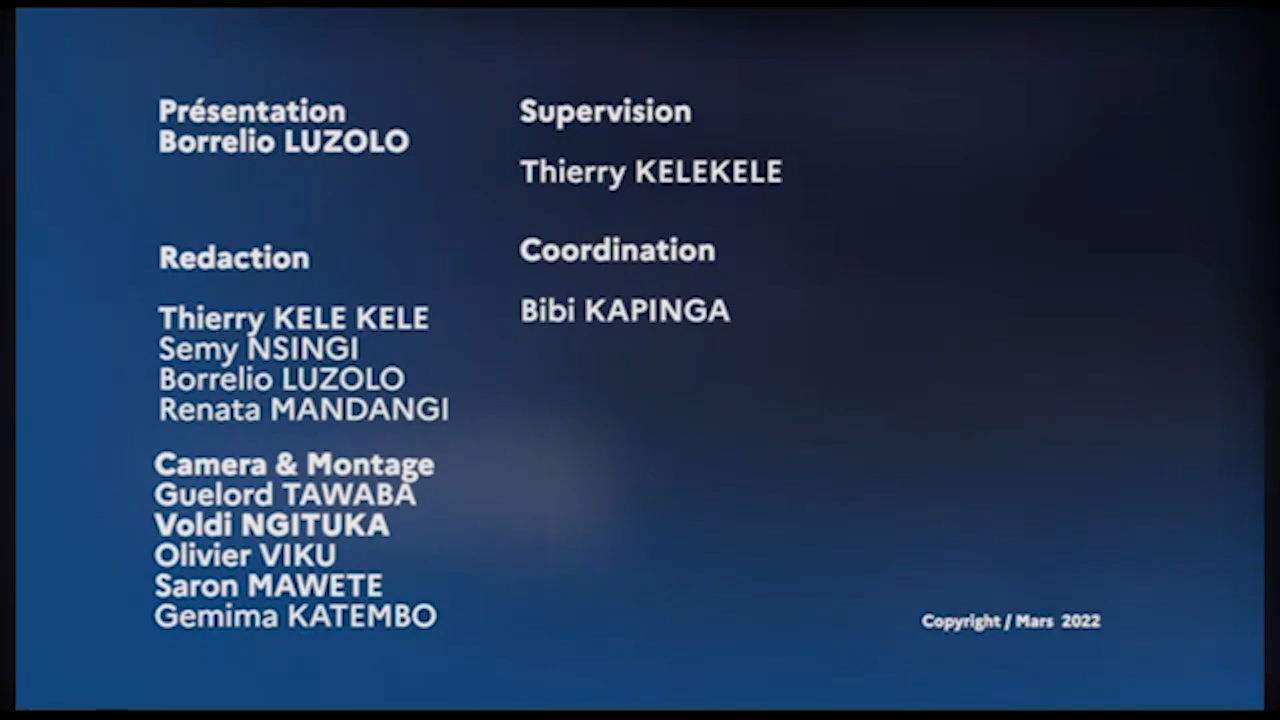 Présentation
Borrelio LUZOLO
Redaction
Thierry KELE KELE
Semy NSINGI
Borrelio LUZOLO
Renata MANDANGI
Camera & Montage
Guelord TAWABA
Voldi NGITUKA
Olivier VIKU
Saron MAWETE
Gemima KATEMBO
Supervision
Thierry KELEKELE
Coordination
Bibi KAPINGA
Copyright / Mars 2022